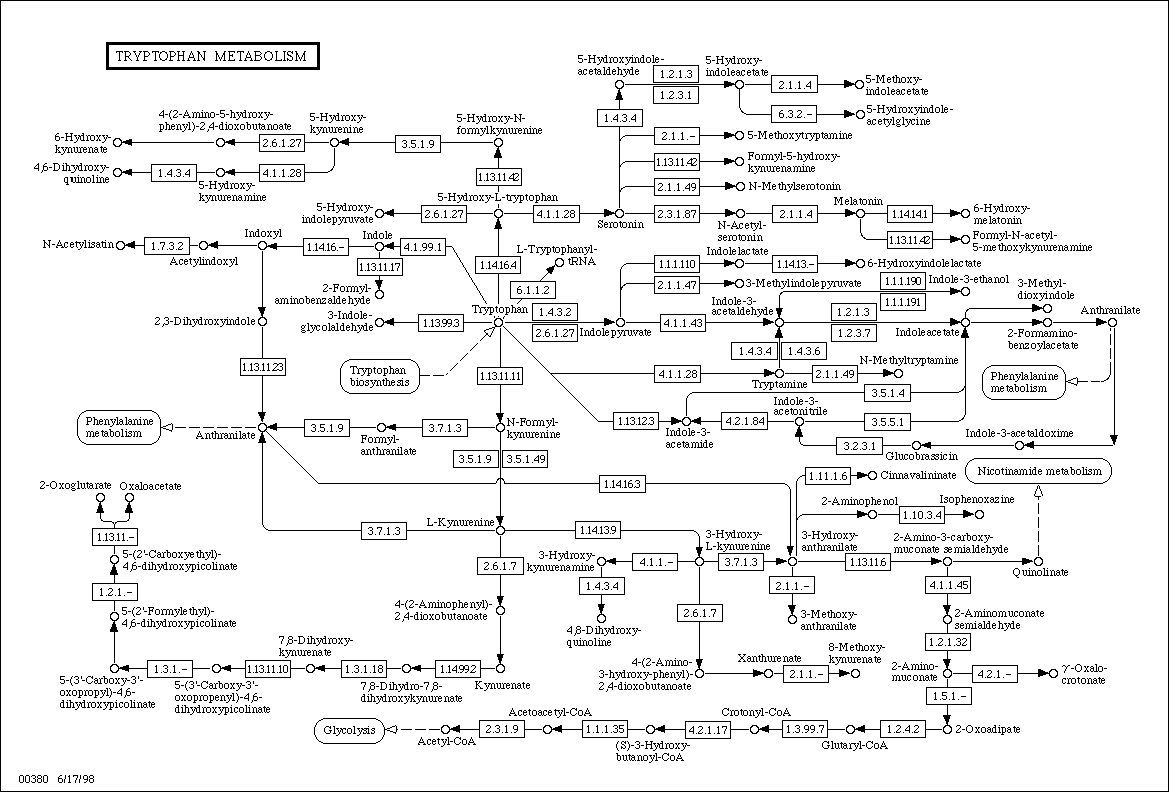 TRYPTOPHAN METABOLISM
5-Hydroxyindole-
acetaldehyde
1.2.1.3
1.2.3.1
5-Hydroxy-
indoleacetate
2.1.1.4
5-Methoxy-
indoleacetate
6.3.2.-
5-Hydroxyindole-
acetylglycine
1.4.3.4
4-(2-Amino-5-hydroxy-
phenyl)-2,4-dioxobutanoate
5-Hydroxy-
kynurenine
5-Hydroxy-N-
formylkynurenine
6-Hydroxy-
kynurenate
2.6.1.27
3.5.1.9
2.1.1.-
5-Methoxytryptamine
4,6-Dihydroxy-
quinoline
1.4.3.4
5-Hydroxy-
kynurenamine
4.1.1.28
1.13.11.42
1.13.11.42
Formyl-5-hydroxy-
kynurenamine
2.1.1.49
N-Methylserotonin
5-Hydroxy-L-tryptophan
5-Hydroxy-
indolepyruvate
2.6.1.27
4.1.1.28
Serotonin
2.3.1.87
N-Acetyl-
serotonin
2.1.1.4
Melatonin
1.14.14.1
6-Hydroxy-
melatonin
1.13.11.42
Formyl-N-acetyl-
5-methoxykynurenamine
N-Acetylisatin
1.7.3.2
Acetylindoxyl
Indoxyl
1.14.16.-
Indole
4.1.99.1
1.13.11.17
2-Formyl-
aminobenzaldehyde
1.14.16.4
L-Tryptophanyl-
tRNA
6.1.1.2
Indolelactate
1.1.1.110
1.14.13.-
6-Hydroxyindolelactate
2.1.1.47
3-Methylindolepyruvate
1.1.1.190
1.1.1.191
Indole-3-ethanol
3-Methyl-
dioxyindole
2,3-Dihydroxyindole
3-Indole-
glycolaldehyde
1.13.99.3
Tryptophan
1.4.3.2
2.6.1.27
Indolepyruvate
4.1.1.43
Indole-3-
acetaldehyde
1.2.1.3
1.2.3.7
Indoleacetate
2-Formamino-
benzoylacetate
Anthranilate
1.13.11.23
Tryptophan
biosynthesis
1.13.11.11
1.4.3.4
1.4.3.6
4.1.1.28
Tryptamine
2.1.1.49
N-Methyltryptamine
3.5.1.4
Phenylalanine
metabolism
Phenylalanine
metabolism
Anthranilate
3.5.1.9
Formyl-
anthranilate
3.7.1.3
N-Formyl-
kynurenine
1.13.12.3
Indole-3-
acetamide
4.2.1.84
Indole-3-
acetonitrile
3.5.5.1
3.2.3.1
Glucobrassicin
Indole-3-acetaldoxime
3.5.1.9
3.5.1.49
Nicotinamide metabolism
1.14.16.3
1.11.1.6
Cinnavalininate
2-Oxoglutarate
Oxaloacetate
1.13.11.-
2-Aminophenol
1.10.3.4
Isophenoxazine
3.7.1.3
L-Kynurenine
1.14.13.9
3-Hydroxy-
L-kynurenine
3-Hydroxy-
anthranilate
2-Amino-3-carboxy-
muconate semialdehyde
5-(2'-Carboxyethyl)-
4,6-dihydroxypicolinate
2.6.1.7
3-Hydroxy-
kynurenamine
4.1.1.-
3.7.1.3
1.13.11.6
Quinolinate
1.2.1.-
1.4.3.4
2.1.1.-
4.1.1.45
5-(2'-Formylethyl)-
4,6-dihydroxypicolinate
4-(2-Aminophenyl)-
2,4-dioxobutanoate
4,8-Dihydroxy-
quinoline
2.6.1.7
3-Methoxy-
anthranilate
2-Aminomuconate
semialdehyde
1.2.1.32
5-(3'-Carboxy-3'-
oxopropyl)-4,6-
dihydroxypicolinate
1.3.1.-
5-(3'-Carboxy-3'-
oxopropenyl)-4,6-
dihydroxypicolinate
1.13.11.10
7,8-Dihydroxy-
kynurenate
1.3.1.18
7,8-Dihydro-7,8-
dihydroxykynurenate
1.14.99.2
Kynurenate
4-(2-Amino-
3-hydroxy-phenyl)-
2,4-dioxobutanoate
Xanthurenate
2.1.1.-
8-Methoxy-
kynurenate
2-Amino-
muconate
4.2.1.-
γ-Oxalo-
crotonate
1.5.1.-
Glycolysis
Acetyl-CoA
2.3.1.9
Acetoacetyl-CoA
1.1.1.35
(S)-3-Hydroxy-
butanoyl-CoA
4.2.1.17
Crotonyl-CoA
1.3.99.7
Glutaryl-CoA
1.2.4.2
2-Oxoadipate
00380 6/17/98